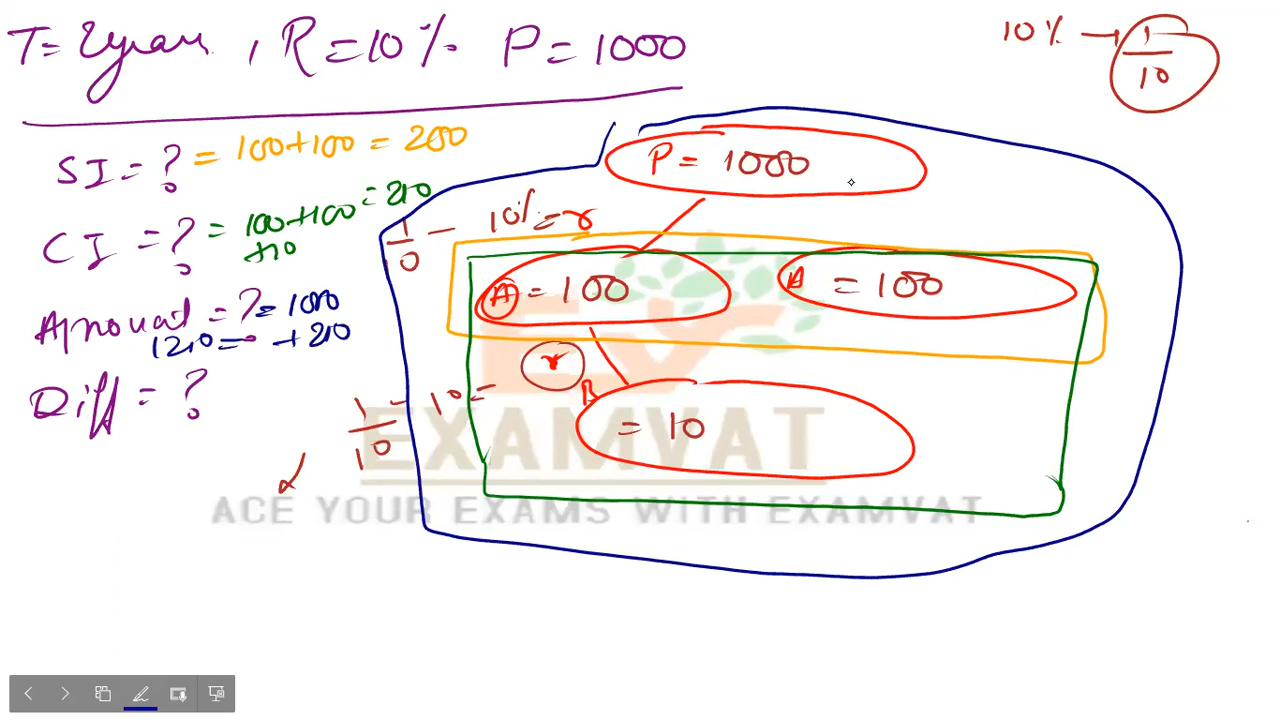 T=2year , R=10% P=1000
10% → 1/10
SI = ? = 100+100 = 200
P = 1000
CI = ? = 100+100 = 210
+10
1/10 - 10% = r
A = 100
A = 100
Amount = ? = 1000
1210 = +210
r
Diff = ?
1/10 - 10 =
B
= 10
EXAMVAT
ACE YOUR EXAMS WITH EXAMVAT